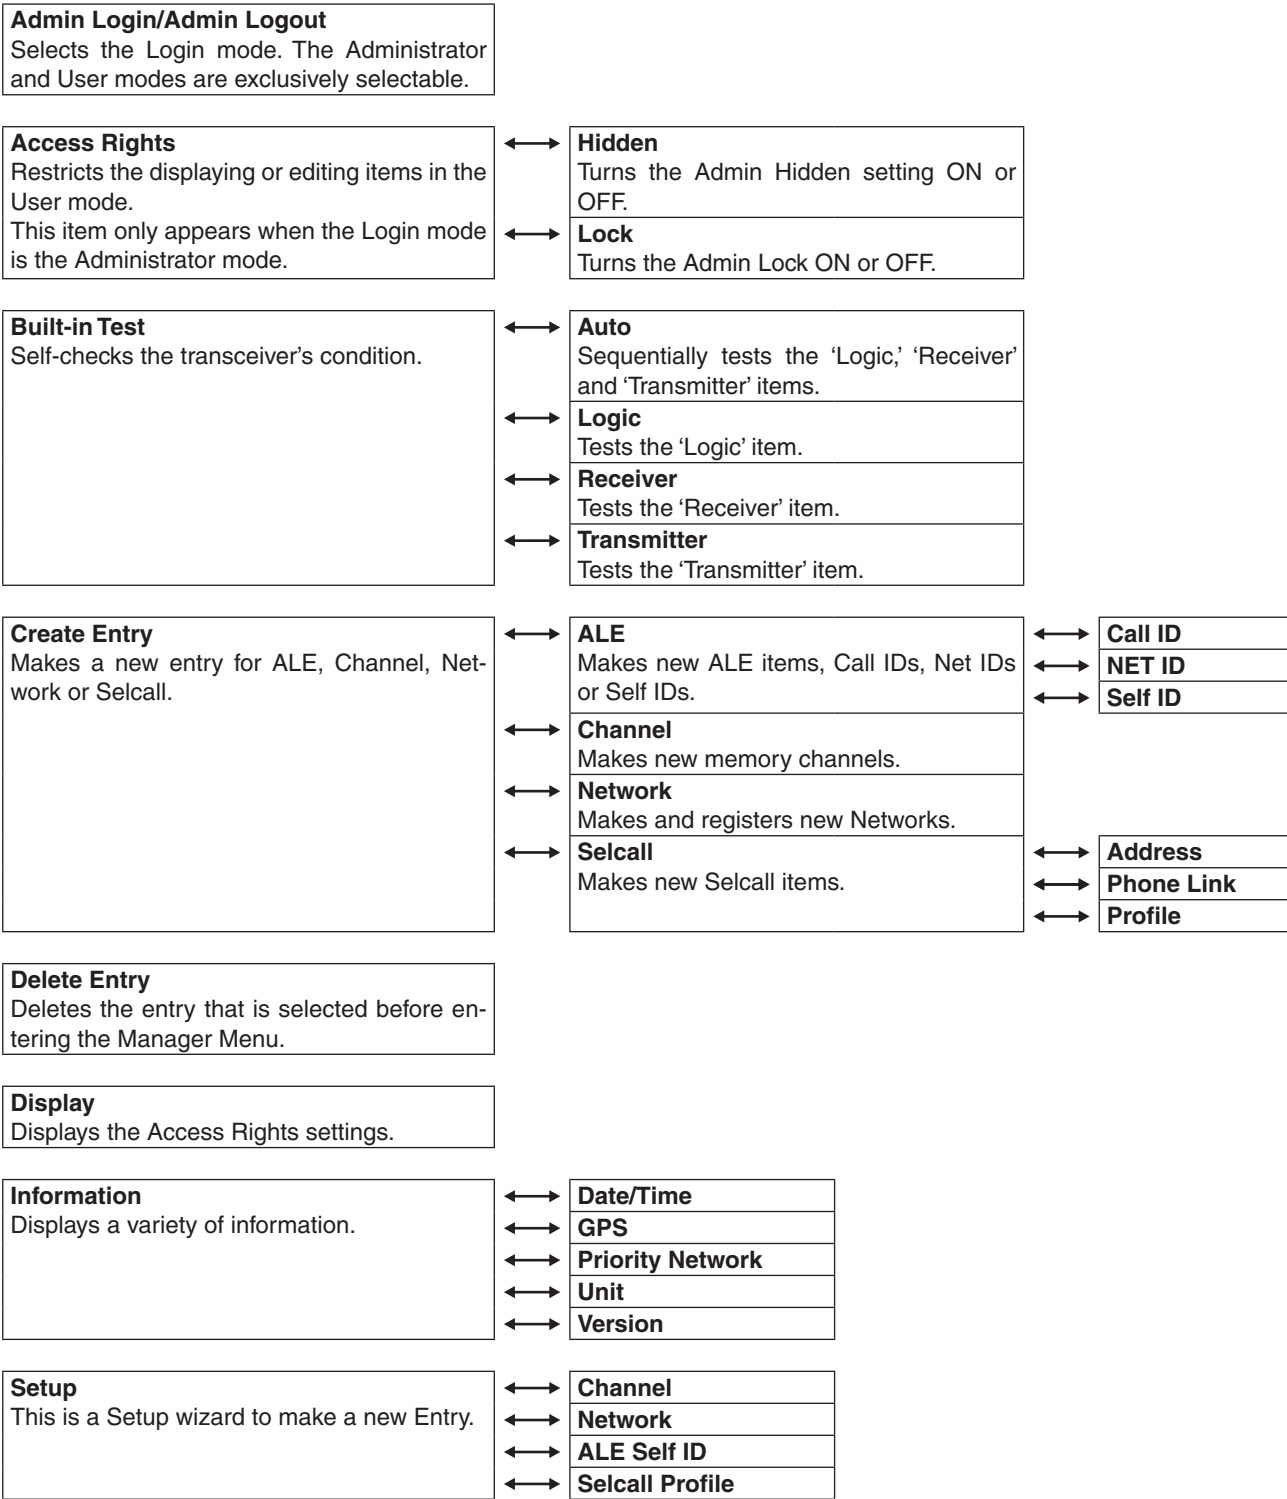 Admin Login/Admin Logout
Selects the Login mode. The Administrator
and User modes are exclusively selectable.
Access Rights
Restricts the displaying or editing items in the
User mode.
This item only appears when the Login mode
is the Administrator mode.
Hidden
Turns the Admin Hidden setting ON or
OFF.
Lock
Turns the Admin Lock ON or OFF.
Built-in Test
Self-checks the transceiver’s condition.
Auto
Sequentially tests the ‘Logic,’ ‘Receiver’
and ‘Transmitter’ items.
Logic
Tests the ‘Logic’ item.
Receiver
Tests the ‘Receiver’ item.
Transmitter
Tests the ‘Transmitter’ item.
Create Entry
Makes a new entry for ALE, Channel, Net-
work or Selcall.
ALE
Makes new ALE items, Call IDs, Net IDs
or Self IDs.
Call ID
NET ID
Self ID
Channel
Makes new memory channels.
Network
Makes and registers new Networks.
Selcall
Makes new Selcall items.
Address
Phone Link
Profile
Delete Entry
Deletes the entry that is selected before en-
tering the Manager Menu.
Display
Displays the Access Rights settings.
Information
Displays a variety of information.
Date/Time
GPS
Priority Network
Unit
Version
Setup
This is a Setup wizard to make a new Entry.
Channel
Network
ALE Self ID
Selcall Profile